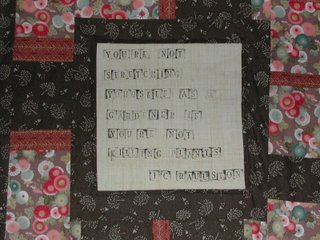 YOU'RE NOT
STRETCHING
YOURSELF AS A
GARDENER IF
YOU'RE NOT
KILLING PLANTS
J C RAULSTON